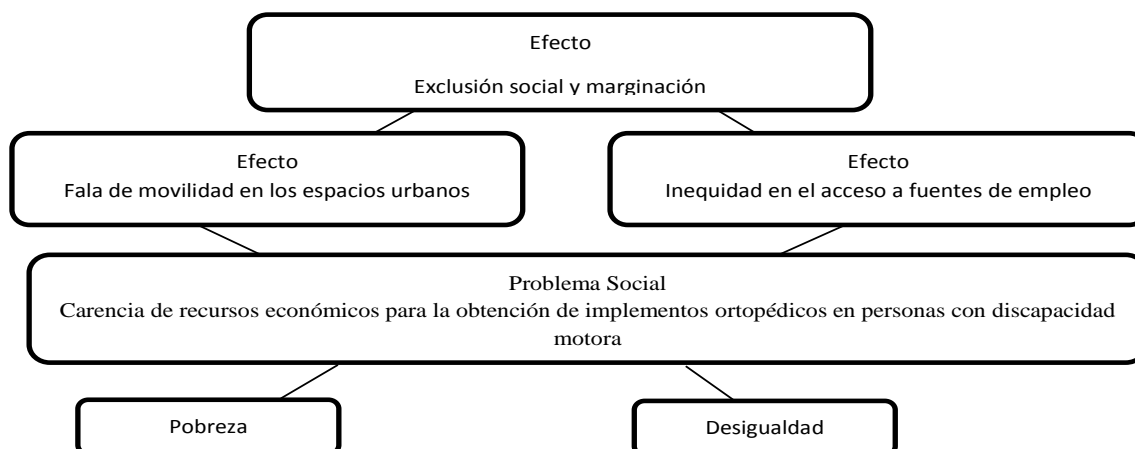 Efecto
Exclusión social y marginación
Efecto
Fala de movilidad en los espacios urbanos
Efecto
Inequidad en el acceso a fuentes de empleo
Problema Social
Carencia de recursos económicos para la obtención de implementos ortopédicos en personas con discapacidad
motora
Pobreza
Desigualdad